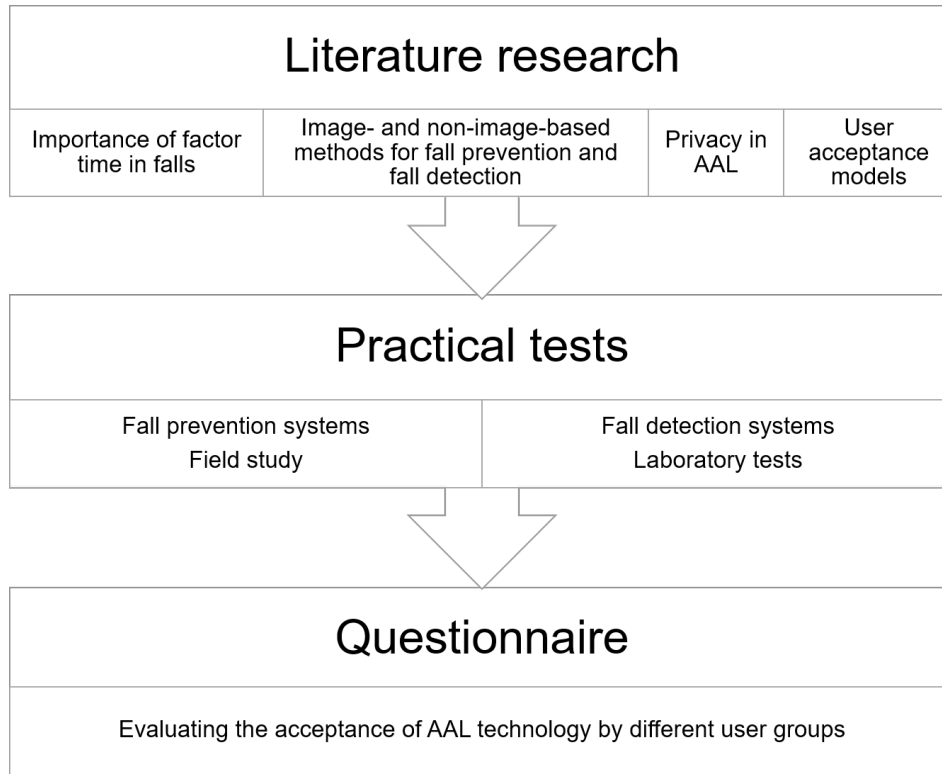 Literature research
Importance of factor
time in falls
Image- and non-image-based
methods for fall prevention and
fall detection
Privacy in
AAL
User
acceptance
models
Practical tests
Fall prevention systems
Field study
Fall detection systems
Laboratory tests
Questionnaire
Evaluating the acceptance of AAL technology by different user groups